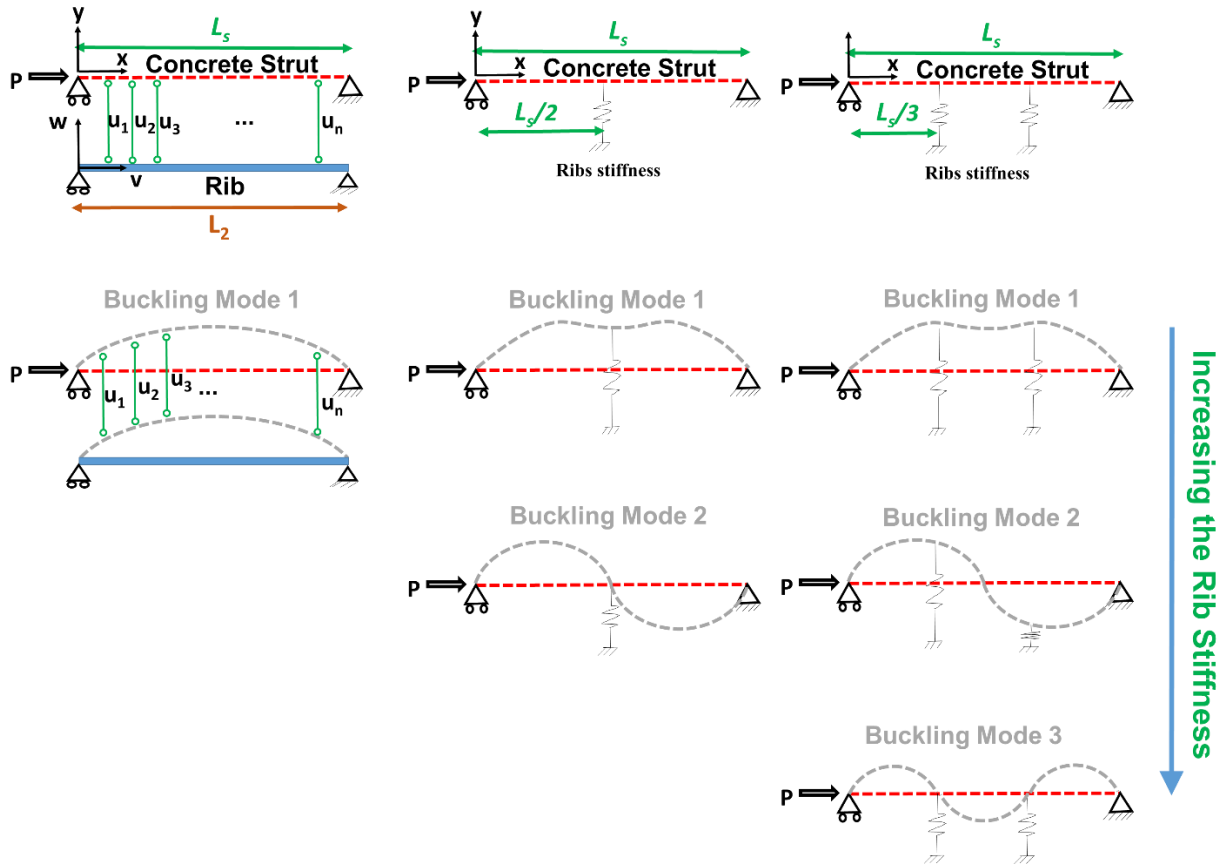 y
L_s
x
Concrete Strut
P
w
u_1
u_2
u_3
...
u_n
v
Rib
L_2
y
L_s
x
Concrete Strut
P
L_s/2
Ribs stiffness
L_s
x
Concrete Strut
P
L_s/3
Ribs stiffness
Buckling Mode 1
P
u_1
u_2
u_3
...
u_n
Buckling Mode 1
P
Buckling Mode 1
P
Buckling Mode 2
P
Buckling Mode 2
P
Buckling Mode 3
P
Increasing the Rib Stiffness